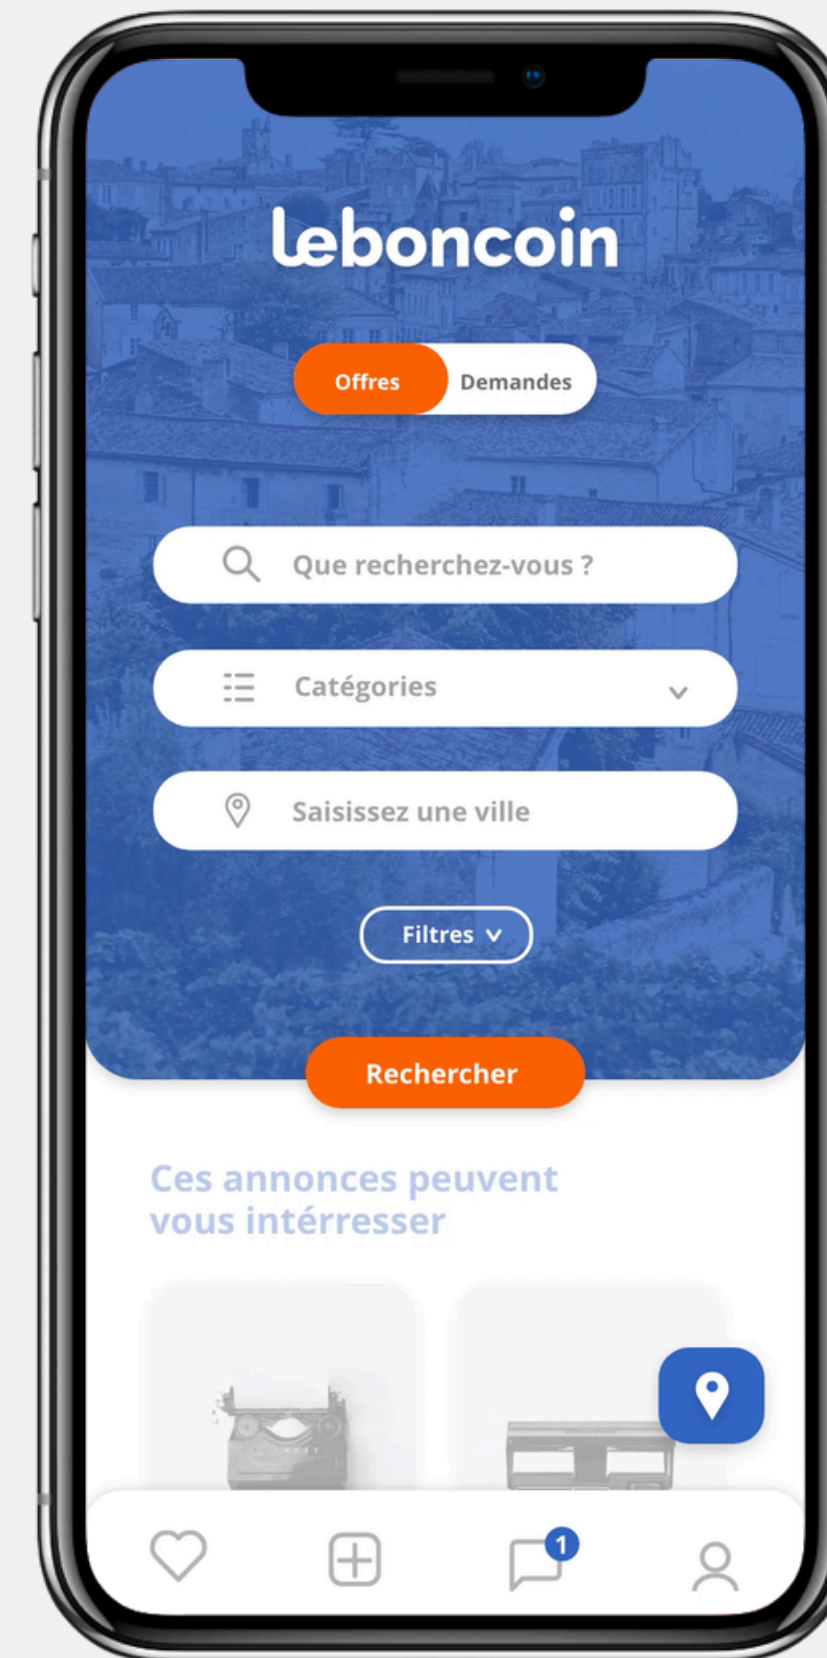 leboncoin
Offres Demandes
Que recherchez-vous ?
Catégories
Saisissez une ville
Filtres
Rechercher
Ces annonces peuvent
vous intérresser
1